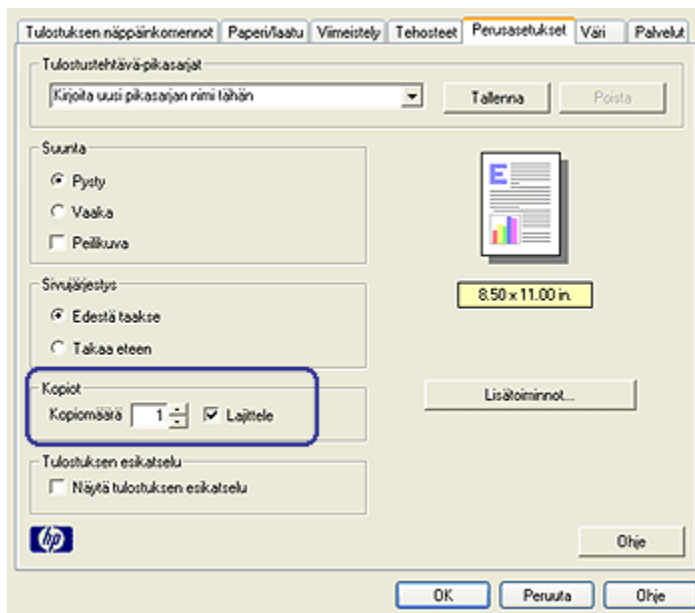 Tulostuksen näppäinkomennot Paperi/laatu Viimeistely Tehosteet Perusasetukset Väri Palvelut
Tulostustehtävä-pikasarjat
Kirjoita uusi pikasarjan nimi tähän Tallenna Poista
Suunta
Pysty
Vaaka
Peilikuva
E
8.50 x 11.00 in.
Sivujärjestys
Edestä taakse
Takaa eteen
Kopiot
Kopiomäärä 1 Lajittele
Lisätoiminnot...
Tulostuksen esikatselu
Näytä tulostuksen esikatselu
hp
Ohje
OK Peruuta Ohje